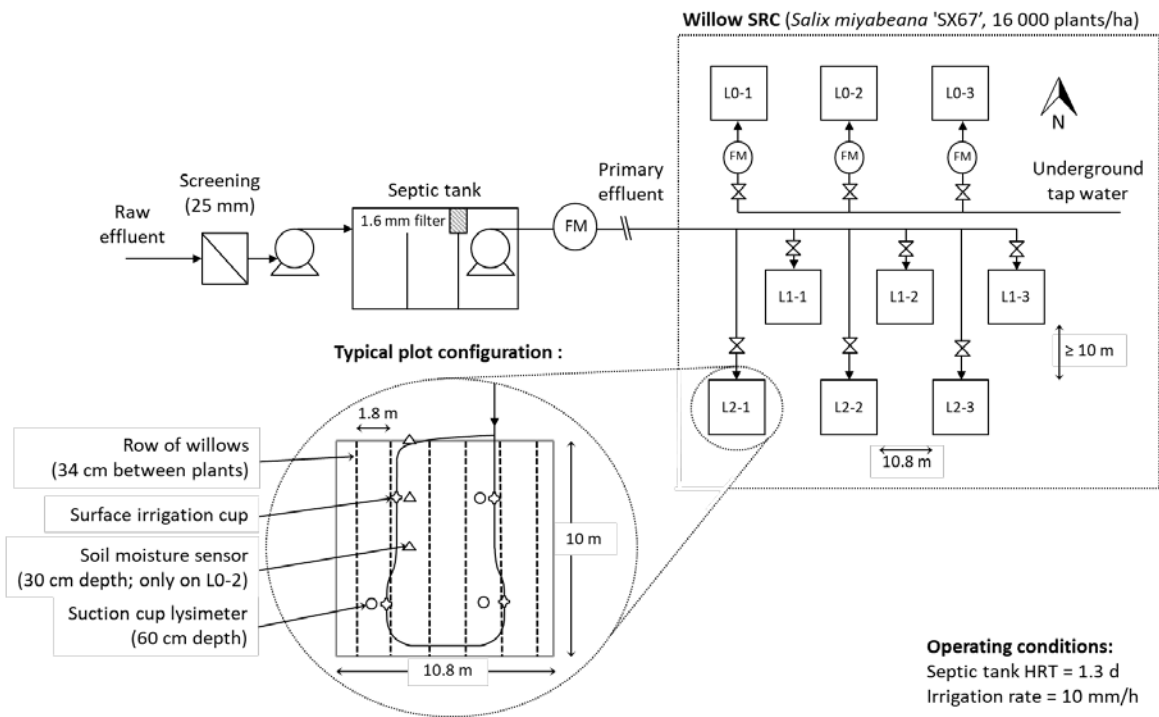 Willow SRC (Salix miyabeana 'SX67', 16 000 plants/ha)
L0-1
L0-2
L0-3
N
FM
FM
FM
Underground
tap water
Screening
(25 mm)
Raw
effluent
Septic tank
1.6 mm filter
FM
Primary
effluent
L1-1
L1-2
L1-3
≥ 10 m
L2-1
L2-2
L2-3
10.8 m
Typical plot configuration :
1.8 m
Row of willows
(34 cm between plants)
Surface irrigation cup
Soil moisture sensor
(30 cm depth; only on L0-2)
Suction cup lysimeter
(60 cm depth)
10 m
10.8 m
Operating conditions:
Septic tank HRT = 1.3 d
Irrigation rate = 10 mm/h